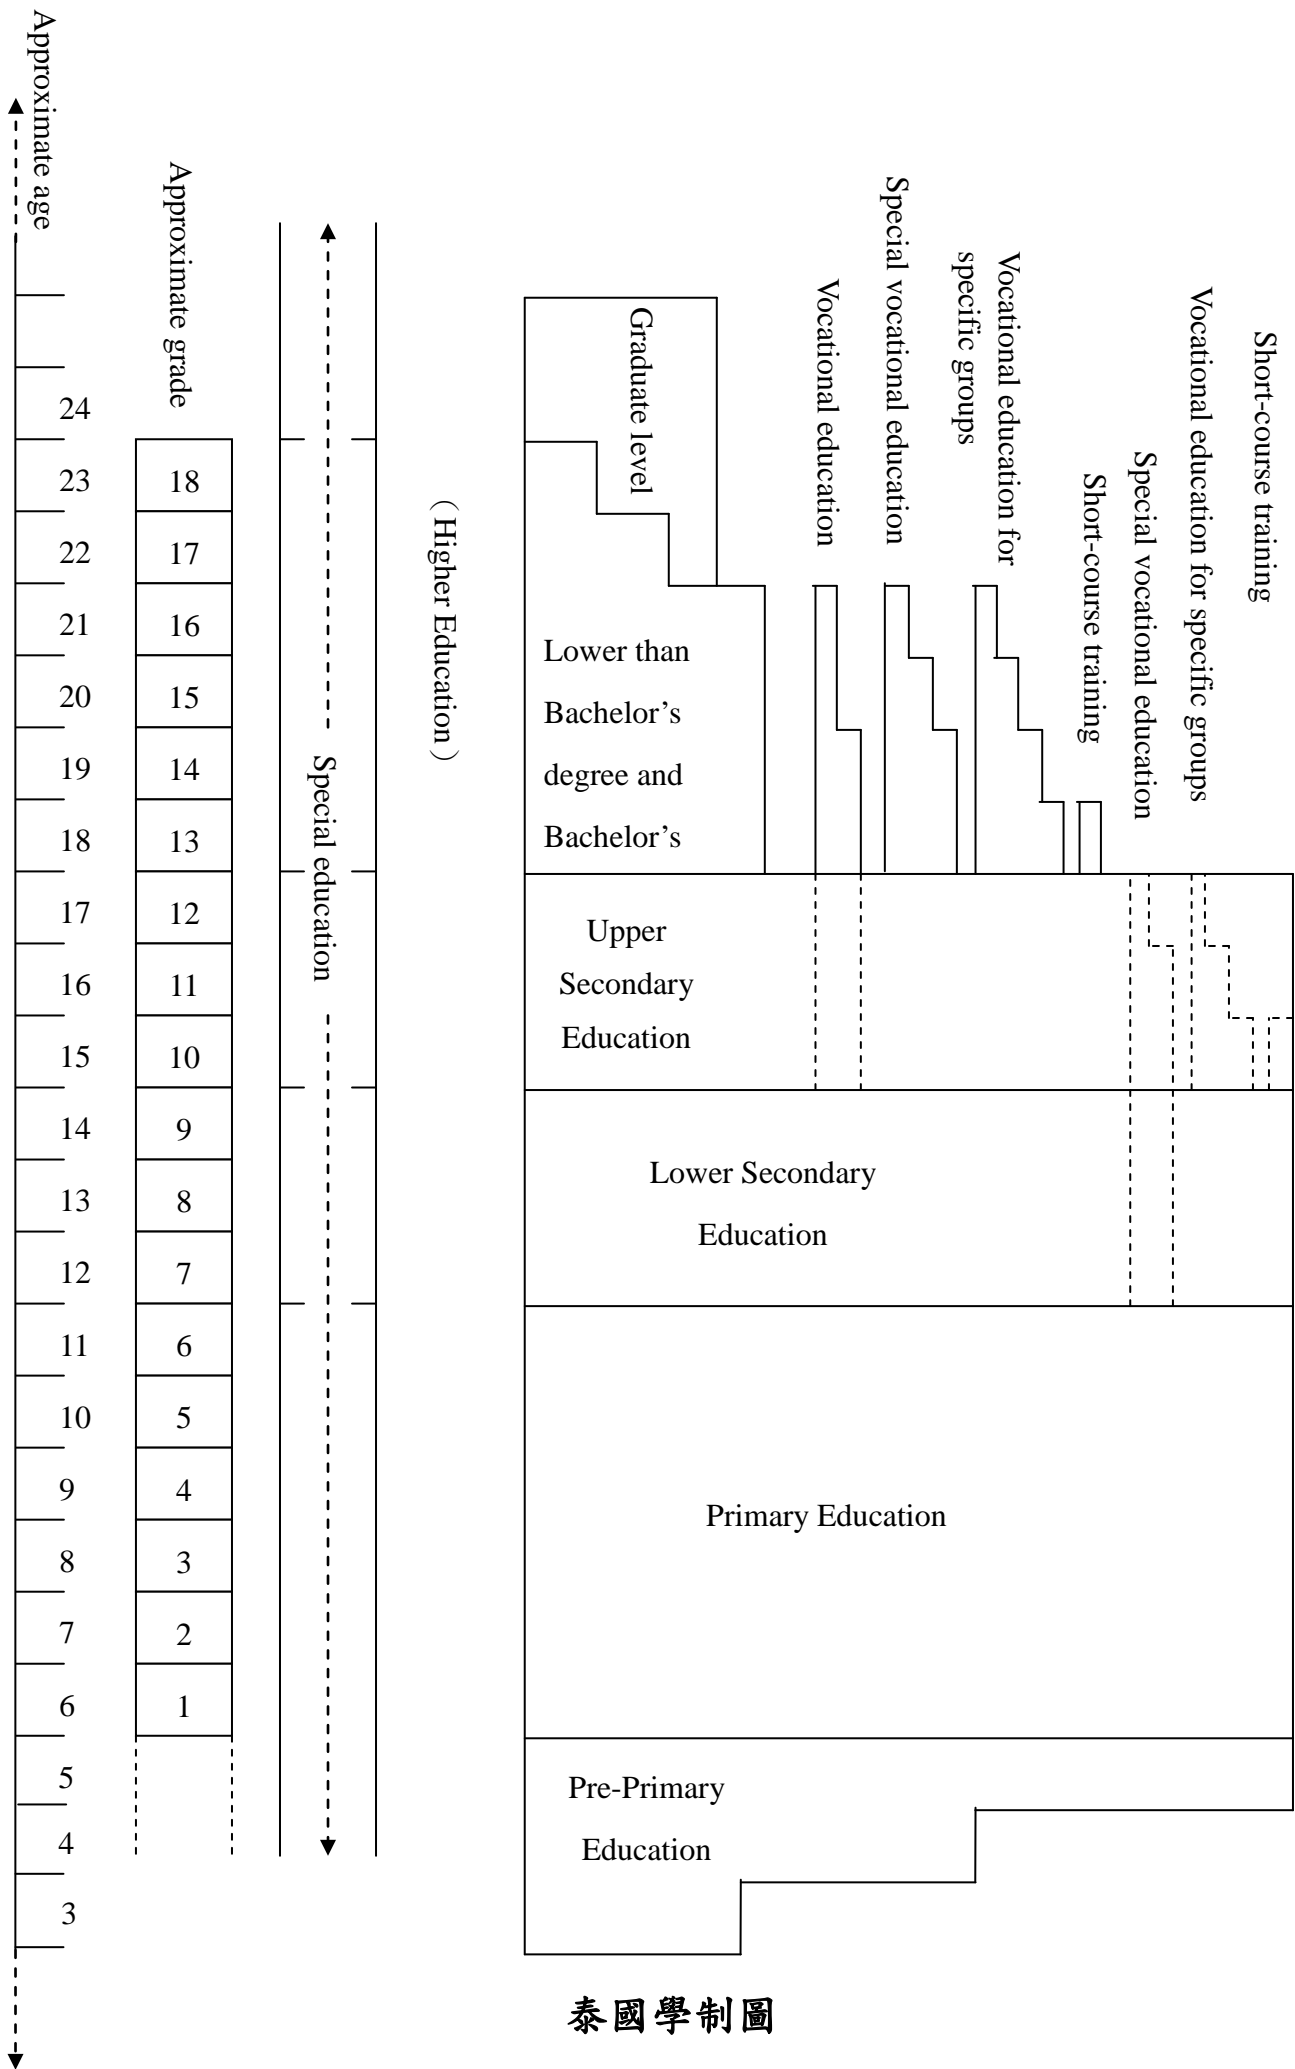 Approximate age
Approximate grade
Special education
（Higher Education）
Graduate level
Vocational education
Special vocational education
Vocational education for
specific groups
Short-course training
Special vocational education
Vocational education for specific groups
Short-course training
24
23 18
22 17
21 16
20 15
19 14
18 13
17 12
16 11
15 10
14 9
13 8
12 7
11 6
10 5
9 4
8 3
7 2
6 1
5
4
3
Lower than
Bachelor’s
degree and
Bachelor’s
Upper
Secondary
Education
Lower Secondary
Education
Primary Education
Pre-Primary
Education
泰國學制圖